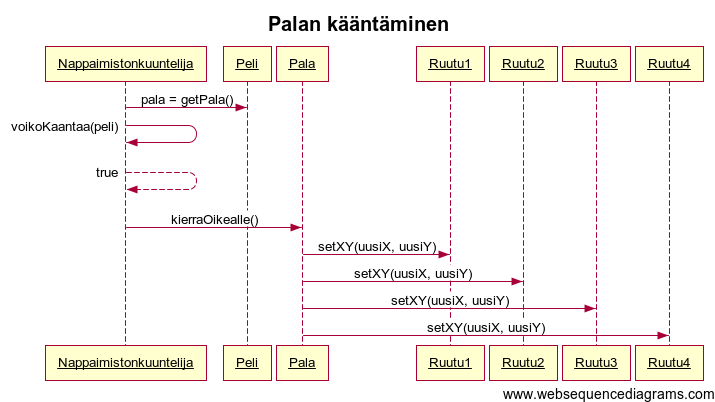 Palan kääntäminen
Nappaimistonkuuntelija Peli Pala Ruutu1 Ruutu2 Ruutu3 Ruutu4
pala = getPala()
voikoKaantaa(peli)
true
kierraOikealle()
setXY(uusiX, uusiY)
setXY(uusiX, uusiY)
setXY(uusiX, uusiY)
setXY(uusiX, uusiY)
Nappaimistonkuuntelija Peli Pala Ruutu1 Ruutu2 Ruutu3 Ruutu4
www.websequencediagrams.com